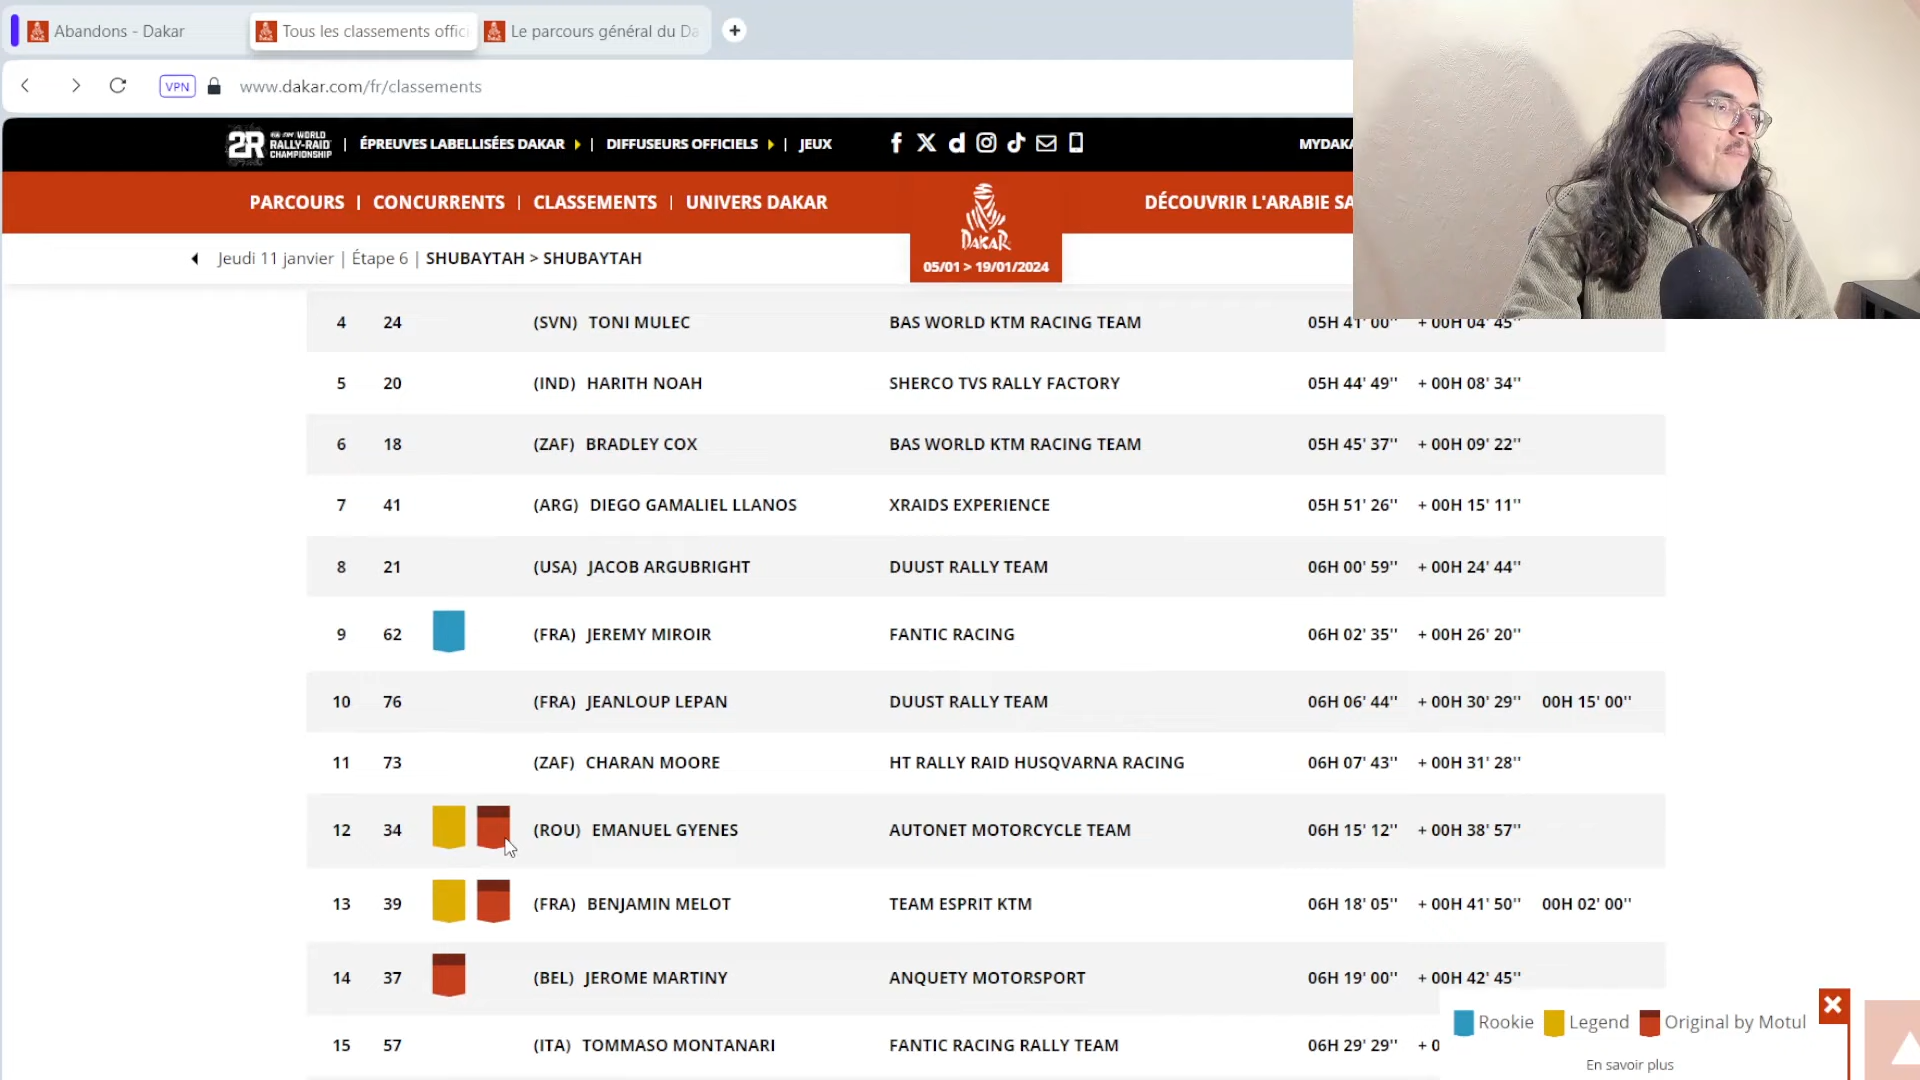 Abandons - Dakar
Tous les classements offic
Le parcours général du Da
VPN www.dakar.com/fr/classements
2R WORLD RALLY-RAID CHAMPIONSHIP | ÉPREUVES LABELLISÉES DAKAR | DIFFUSEURS OFFICIELS | JEUX MYDAKA
PARCOURS | CONCURRENTS | CLASSEMENTS | UNIVERS DAKAR DÉCOUVRIR L'ARABIE SA
DAKAR
05/01 > 19/01/2024
Jeudi 11 janvier | Étape 6 | SHUBAYTAH > SHUBAYTAH
4 24 (SVN) TONI MULEC BAS WORLD KTM RACING TEAM 05H 41' 00'' + 00H 04' 45''
5 20 (IND) HARITH NOAH SHERCO TVS RALLY FACTORY 05H 44' 49'' + 00H 08' 34''
6 18 (ZAF) BRADLEY COX BAS WORLD KTM RACING TEAM 05H 45' 37'' + 00H 09' 22''
7 41 (ARG) DIEGO GAMALIEL LLANOS XRAIDS EXPERIENCE 05H 51' 26'' + 00H 15' 11''
8 21 (USA) JACOB ARGUBRIGHT DUUST RALLY TEAM 06H 00' 59'' + 00H 24' 44''
9 62 (FRA) JEREMY MIROIR FANTIC RACING 06H 02' 35'' + 00H 26' 20''
10 76 (FRA) JEANLOUP LEPAN DUUST RALLY TEAM 06H 06' 44'' + 00H 30' 29'' 00H 15' 00''
11 73 (ZAF) CHARAN MOORE HT RALLY RAID HUSQVARNA RACING 06H 07' 43'' + 00H 31' 28''
12 34 (ROU) EMANUEL GYENES AUTONET MOTORCYCLE TEAM 06H 15' 12'' + 00H 38' 57''
13 39 (FRA) BENJAMIN MELOT TEAM ESPRIT KTM 06H 18' 05'' + 00H 41' 50'' 00H 02' 00''
14 37 (BEL) JEROME MARTINY ANQUETY MOTORSPORT 06H 19' 00'' + 00H 42' 45''
15 57 (ITA) TOMMASO MONTANARI FANTIC RACING RALLY TEAM 06H 29' 29'' + 0
Rookie Legend Original by Motul
En savoir plus